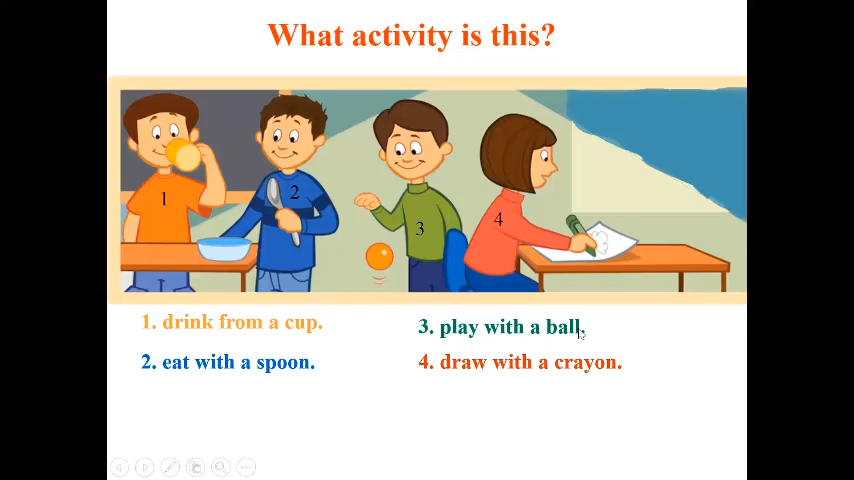 What activity is this?
1
2
3
4
1. drink from a cup.
2. eat with a spoon.
3. play with a ball.
4. draw with a crayon.